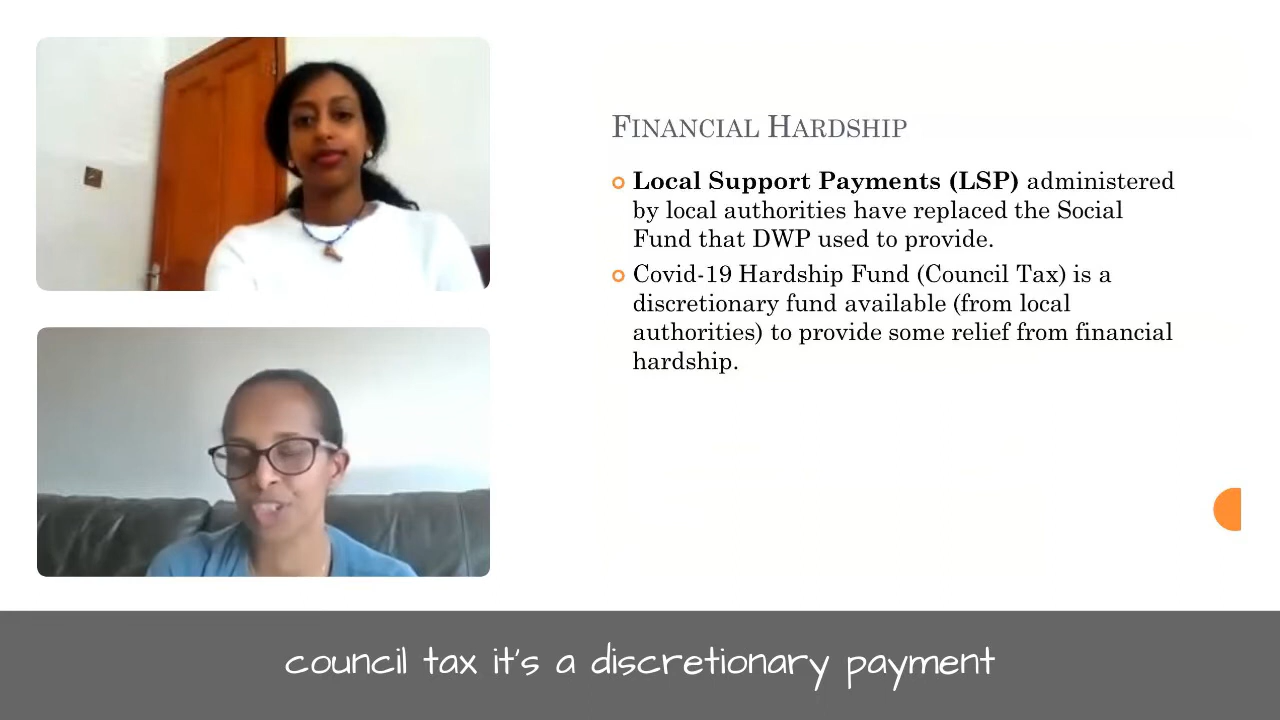 Financial Hardship
Local Support Payments (LSP) administered
by local authorities have replaced the Social
Fund that DWP used to provide.
Covid-19 Hardship Fund (Council Tax) is a
discretionary fund available (from local
authorities) to provide some relief from financial
hardship.
council tax it's a discretionary payment